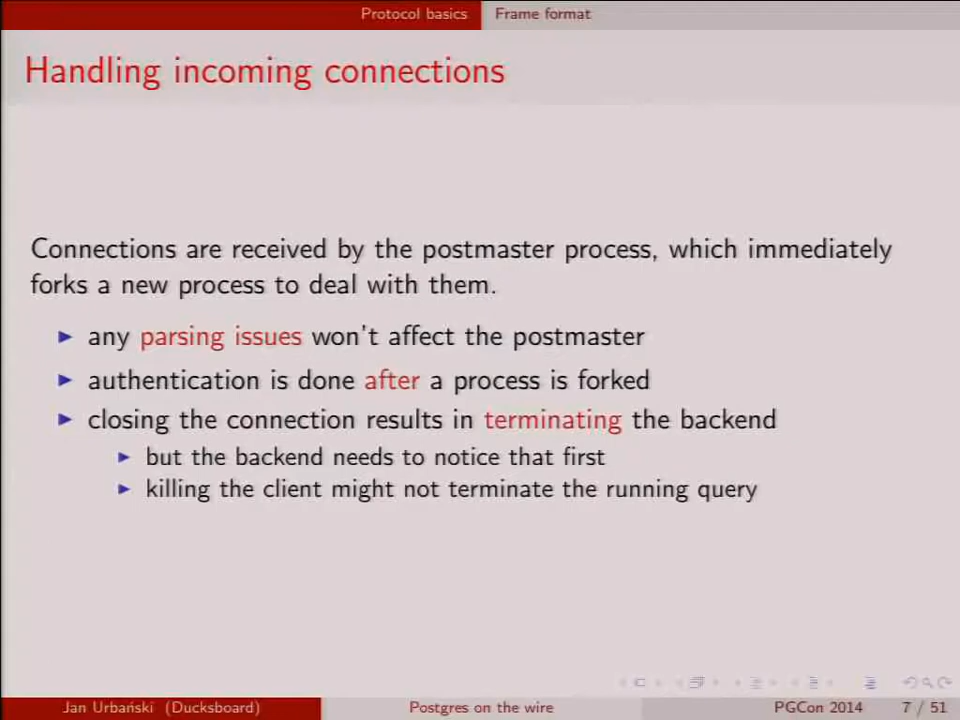 Protocol basics Frame format
Handling incoming connections
Connections are received by the postmaster process, which immediately
forks a new process to deal with them.
any parsing issues won't affect the postmaster
authentication is done after a process is forked
closing the connection results in terminating the backend
but the backend needs to notice that first
killing the client might not terminate the running query
Jan Urbański (Ducksboard) Postgres on the wire PGCon 2014 7 / 51